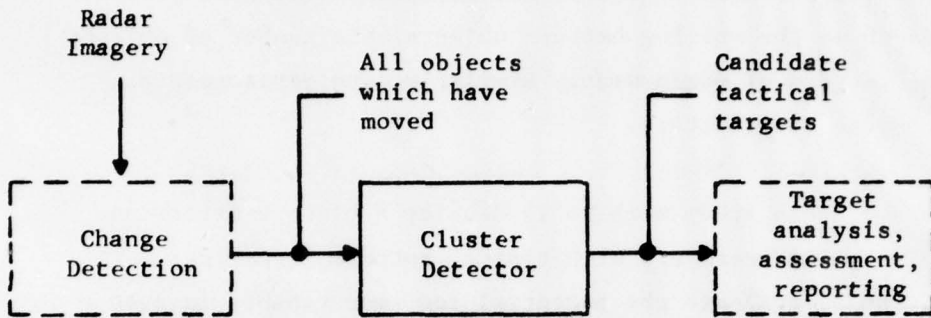 Radar
Imagery
All objects
which have
moved
Candidate
tactical
targets
Change
Detection
Cluster
Detector
Target
analysis,
assessment,
reporting